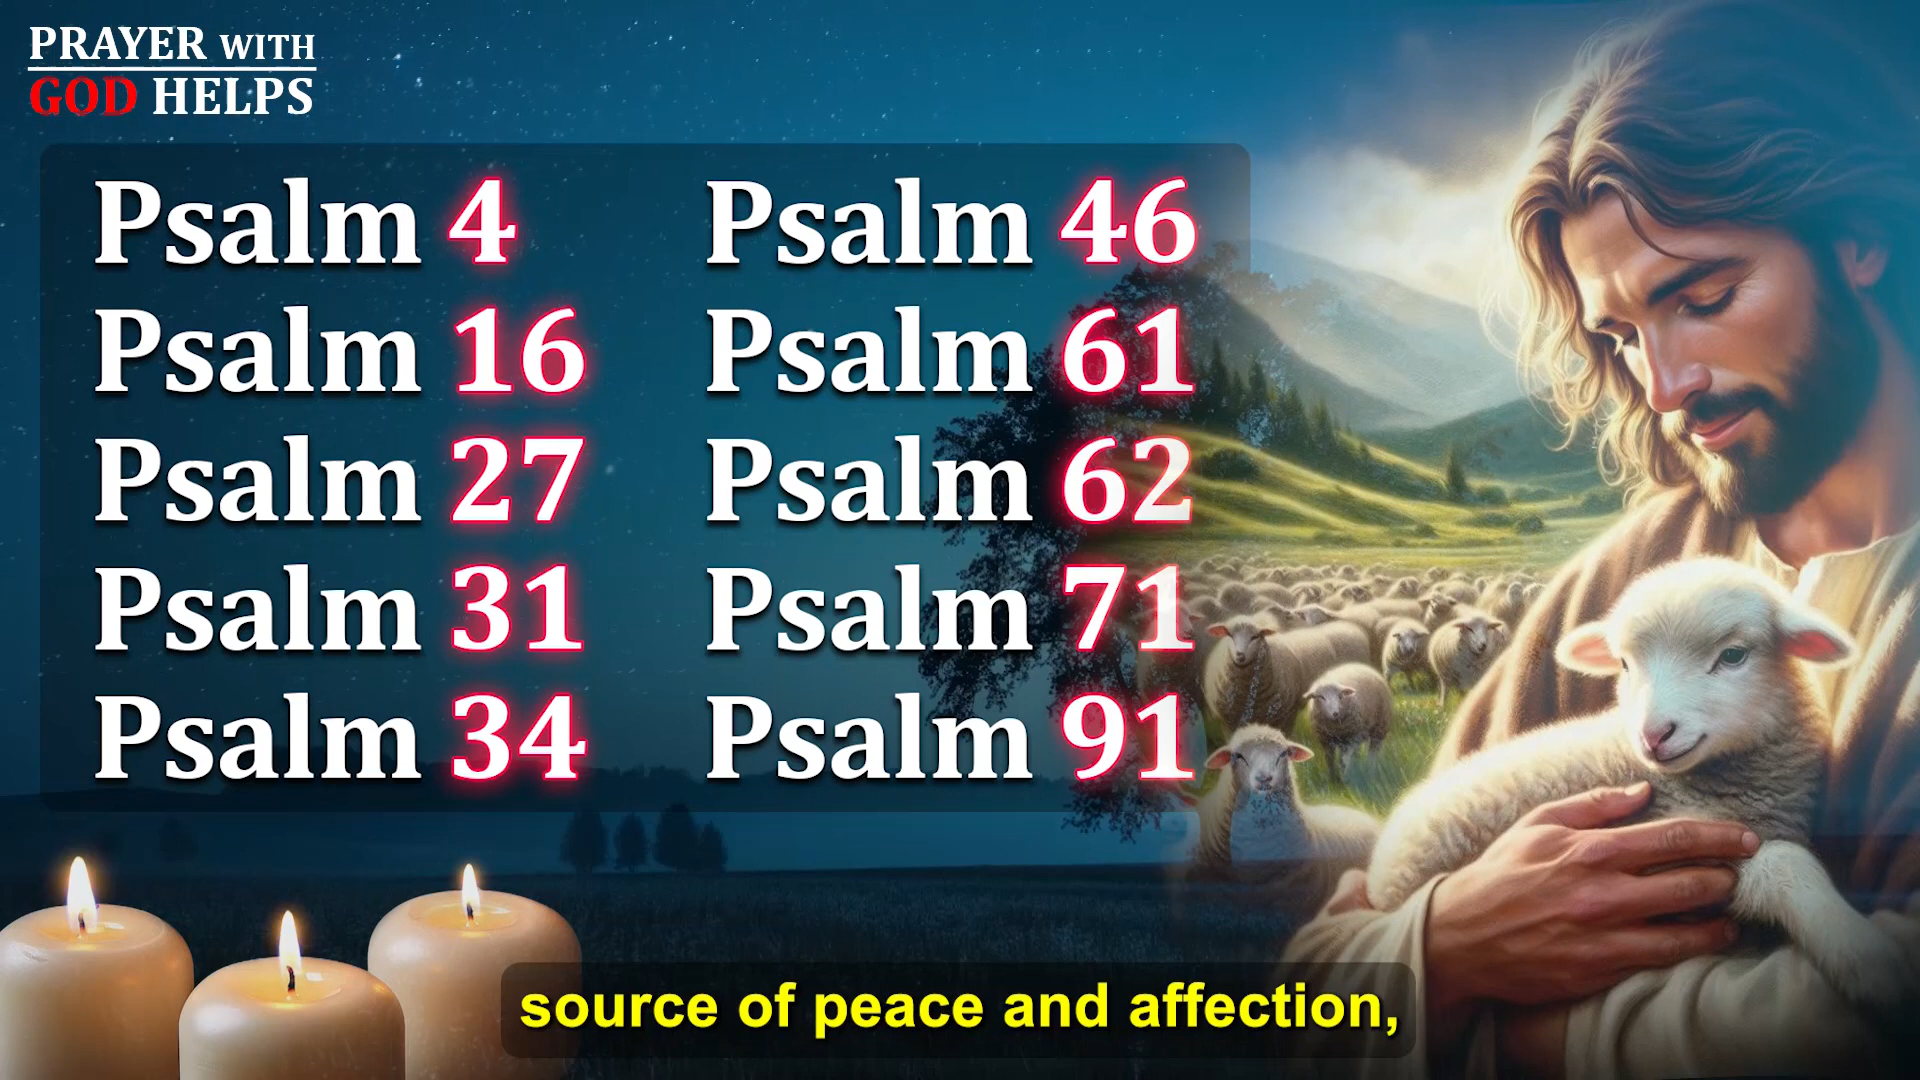 PRAYER WITH
GOD HELPS
Psalm 4
Psalm 16
Psalm 27
Psalm 31
Psalm 34
Psalm 46
Psalm 61
Psalm 62
Psalm 71
Psalm 91
source of peace and affection,